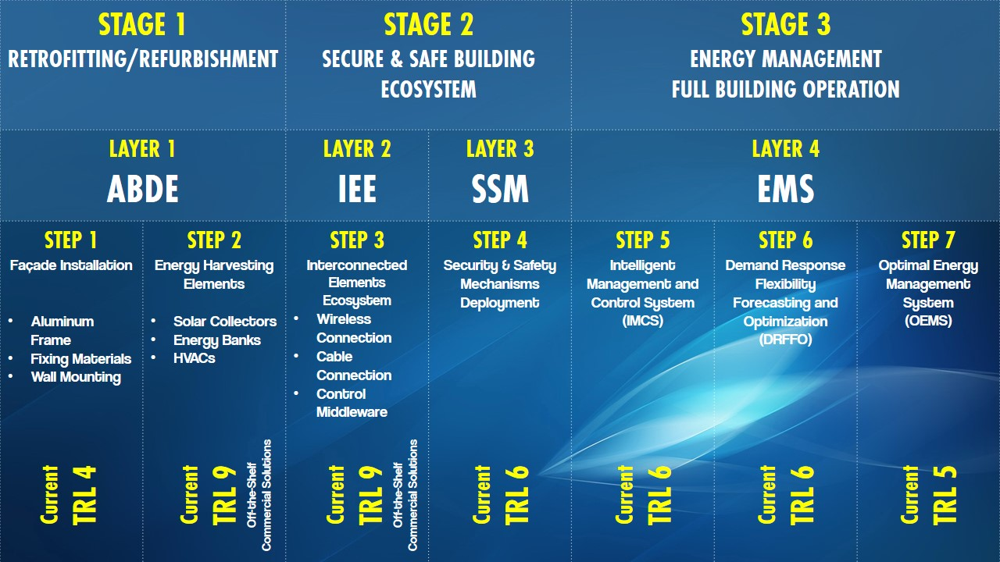 STAGE 1
RETROFITTING/REFURBISHMENT
STAGE 2
SECURE & SAFE BUILDING
ECOSYSTEM
STAGE 3
ENERGY MANAGEMENT
FULL BUILDING OPERATION
LAYER 1
ABDE
LAYER 2
IEE
LAYER 3
SSM
LAYER 4
EMS
STEP 1
Façade Installation
• Aluminum
Frame
• Fixing Materials
• Wall Mounting
Current
TRL 4
STEP 2
Energy Harvesting
Elements
• Solar Collectors
• Energy Banks
• HVACs
Current
TRL 9
Off-the-Shelf
Commercial Solutions
STEP 3
Interconnected
Elements
Ecosystem
• Wireless
Connection
• Cable
Connection
• Control
Middleware
Current
TRL 9
Off-the-Shelf
Commercial Solutions
STEP 4
Security & Safety
Mechanisms
Deployment
Current
TRL 6
STEP 5
Intelligent
Management and
Control System
(IMCS)
Current
TRL 6
STEP 6
Demand Response
Flexibility
Forecasting and
Optimization
(DRFFO)
Current
TRL 6
STEP 7
Optimal Energy
Management
System
(OEMS)
Current
TRL 5